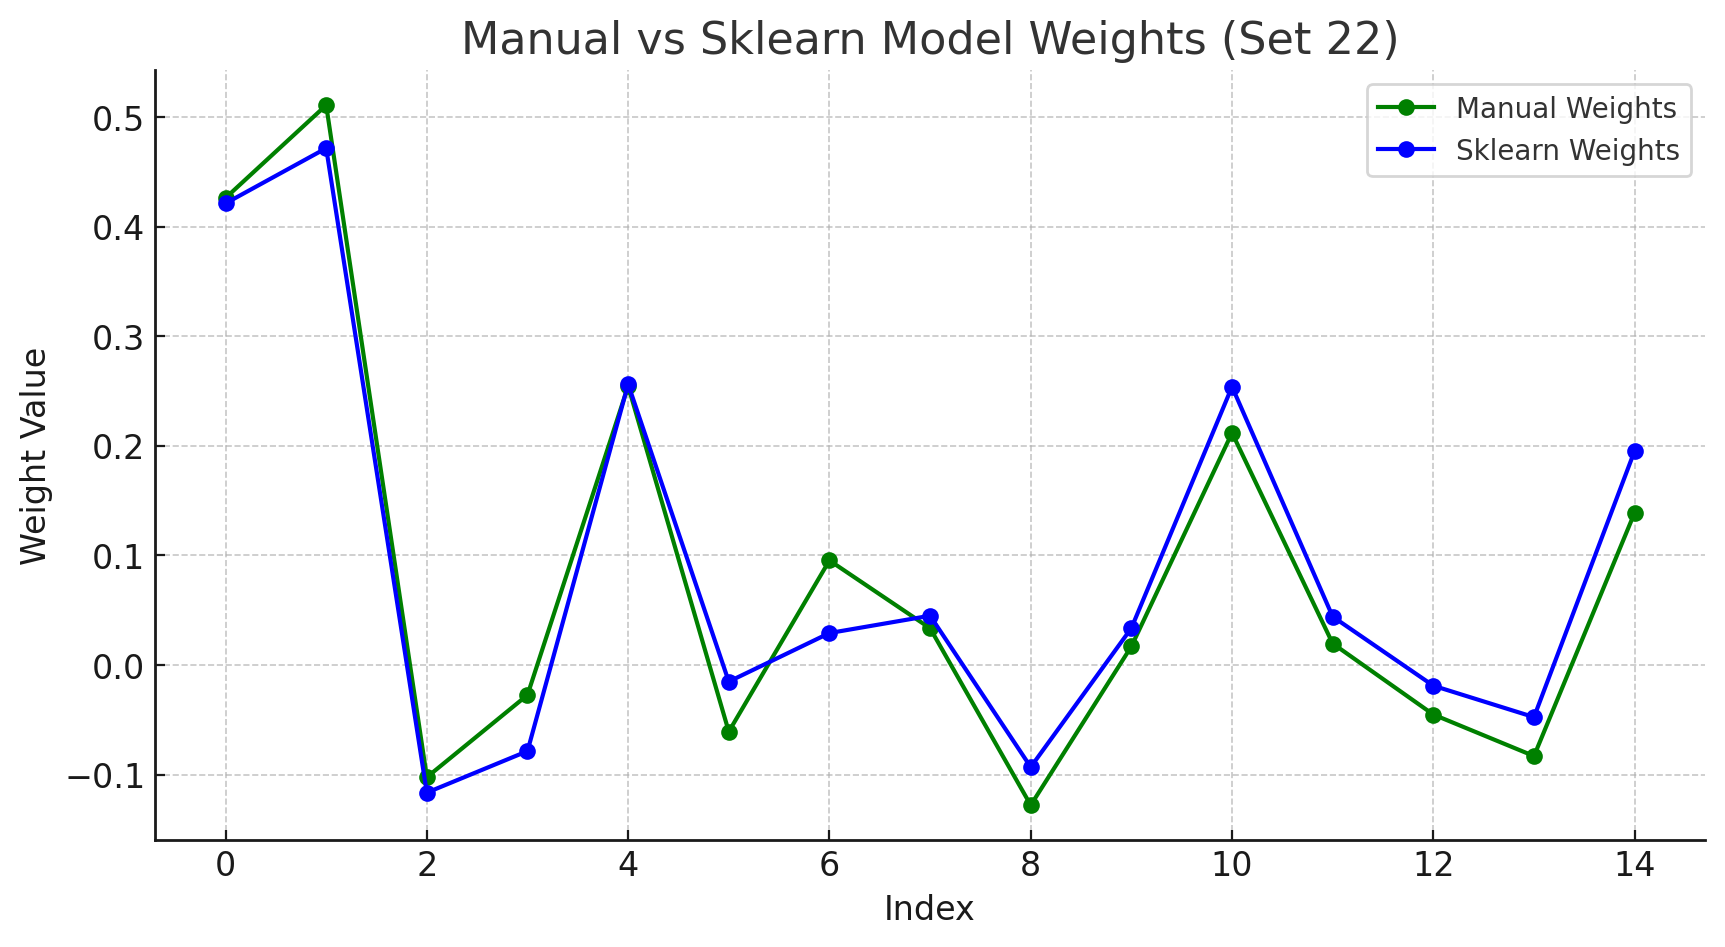 Manual vs Sklearn Model Weights (Set 22)
Manual Weights
Sklearn Weights
Weight Value
0.5
0.4
0.3
0.2
0.1
0.0
−0.1
0 2 4 6 8 10 12 14
Index